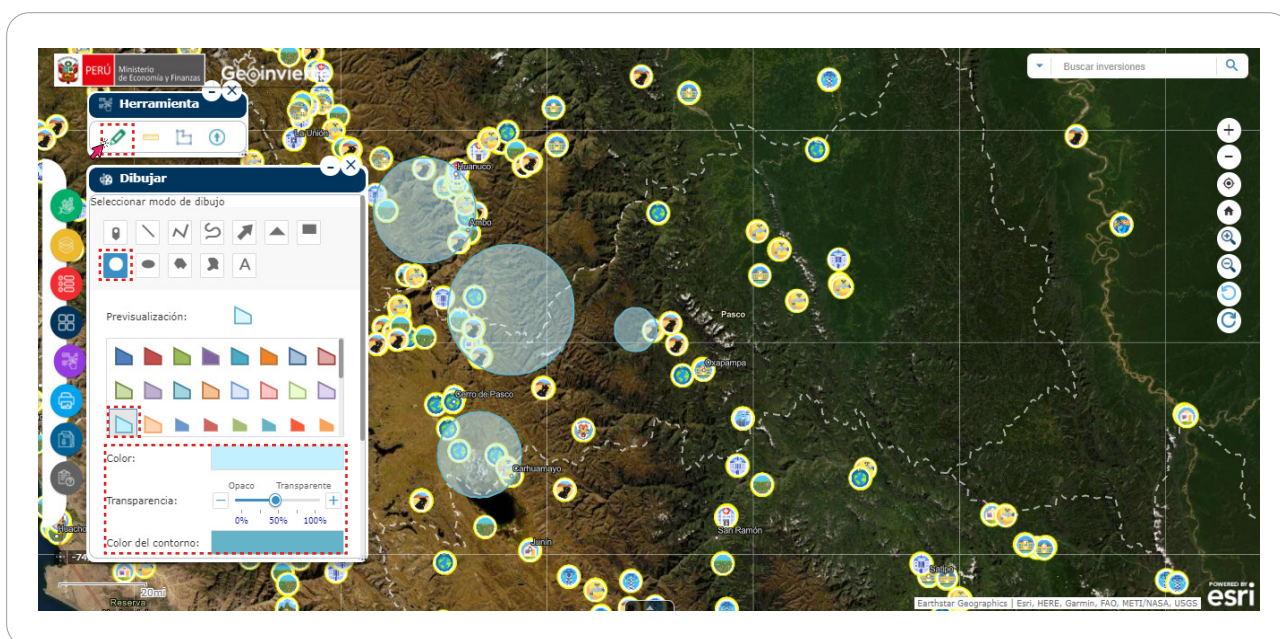 PERÚ
Ministerio
de Economía y Finanzas
Geoinvierte
Buscar inversiones
Herramienta
La Unión
Dibujar
Seleccionar modo de dibujo
A
Previsualización:
Color:
Opaco Transparente
Transparencia:
0% 50% 100%
Color del contorno:
Huánuco
Ambo
Pasco
Oxapampa
Cerro de Pasco
Carhuamayo
San Ramón
Junín
Satipo
Huacho
-74
20mi
Reserva
Earthstar Geographics | Esri, HERE, Garmin, FAO, METI/NASA, USGS
POWERED BY
esri